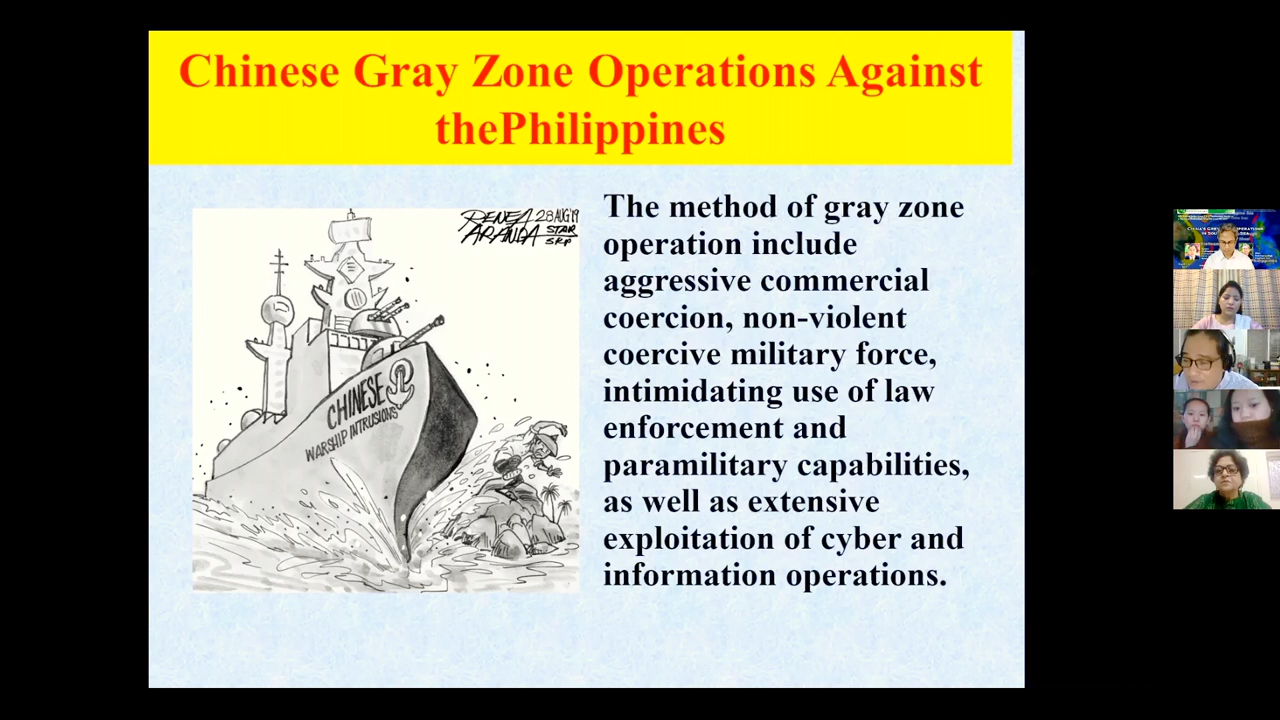 Chinese Gray Zone Operations Against
thePhilippines
RENE ARANDA
28 AUG '19
STAR
SKP
CHINESE
WARSHIP INTRUSIONS
The method of gray zone
operation include
aggressive commercial
coercion, non-violent
coercive military force,
intimidating use of law
enforcement and
paramilitary capabilities,
as well as extensive
exploitation of cyber and
information operations.